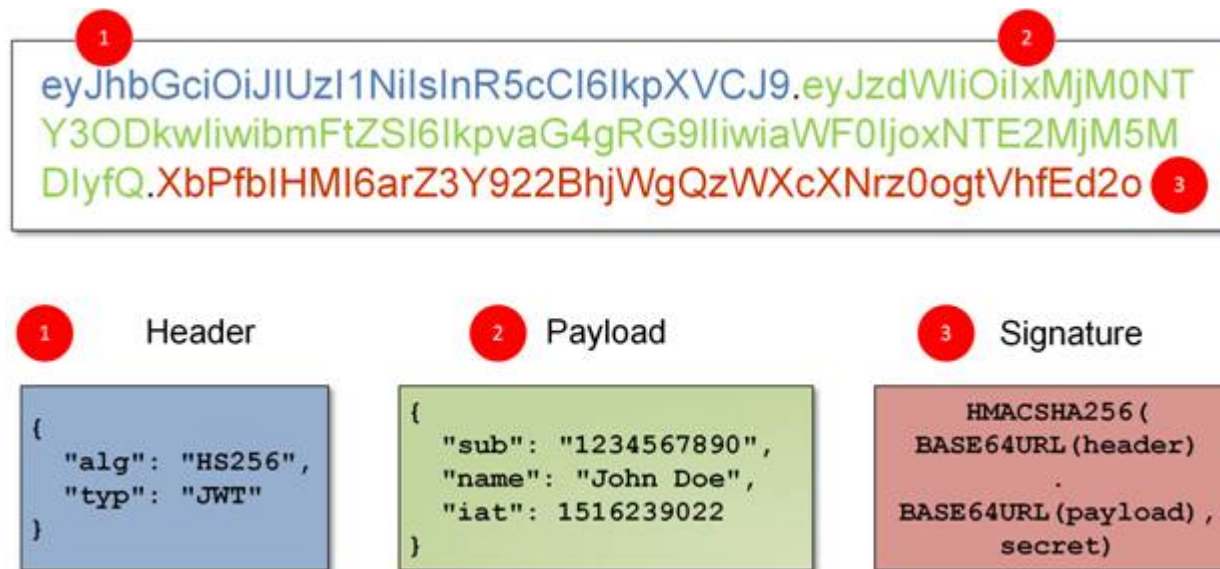 1
2
eyJhbGciOiJIUzI1NiIsInR5cCI6IkpXVCJ9.eyJzdWIiOiIxMjM0NT
Y3ODkwIiwibmFtZSI6IkpvaG4gRG9lIiwiaWF0IjoxNTE2MjM5M
DIyfQ.XbPfbIHMI6arZ3Y922BhjWgQzWXcXNrz0ogtVhfEd2o
3
1 Header
2 Payload
3 Signature
{
"alg": "HS256",
"typ": "JWT"
}
{
"sub": "1234567890",
"name": "John Doe",
"iat": 1516239022
}
HMACSHA256(
BASE64URL(header)
.
BASE64URL(payload),
secret)